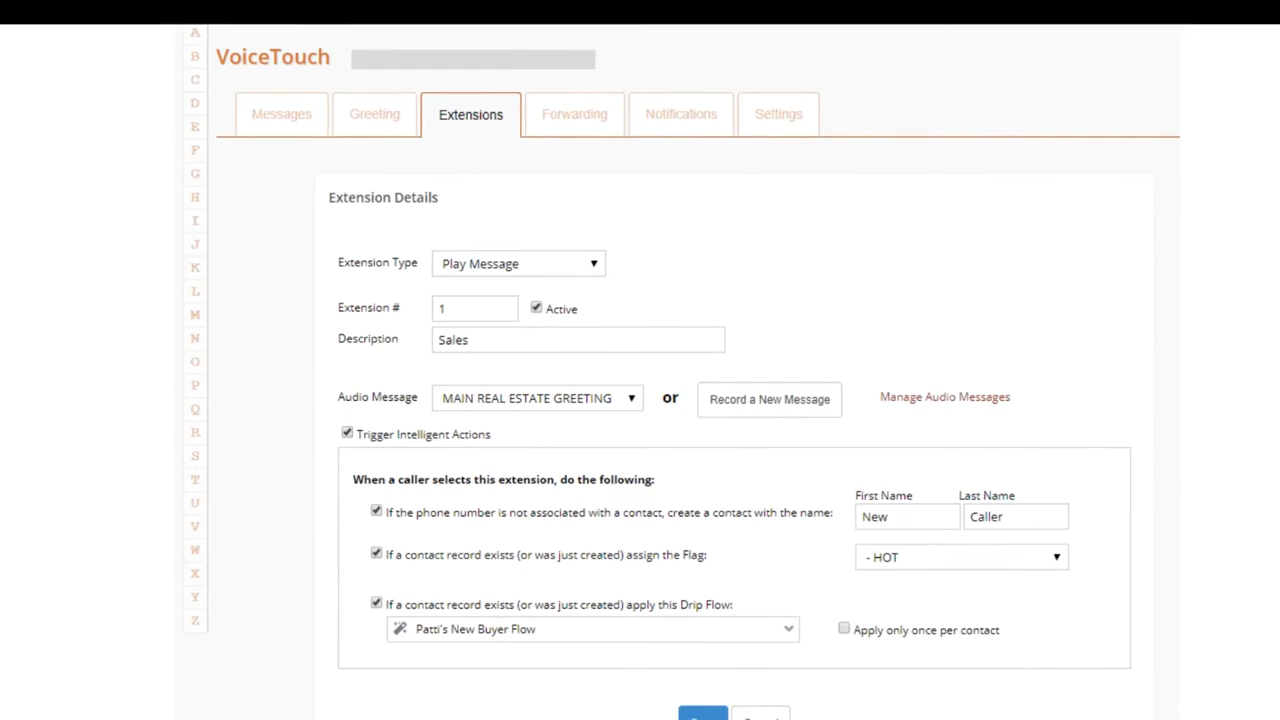 A
B
C
D
E
F
G
H
I
J
K
L
M
N
O
P
Q
R
S
T
U
V
W
X
Y
Z
VoiceTouch
Messages Greeting Extensions Forwarding Notifications Settings
Extension Details
Extension Type Play Message
Extension # 1 Active
Description Sales
Audio Message MAIN REAL ESTATE GREETING or Record a New Message Manage Audio Messages
Trigger Intelligent Actions
When a caller selects this extension, do the following:
First Name Last Name
If the phone number is not associated with a contact, create a contact with the name: New Caller
If a contact record exists (or was just created) assign the Flag: - HOT
If a contact record exists (or was just created) apply this Drip Flow:
Patti's New Buyer Flow Apply only once per contact